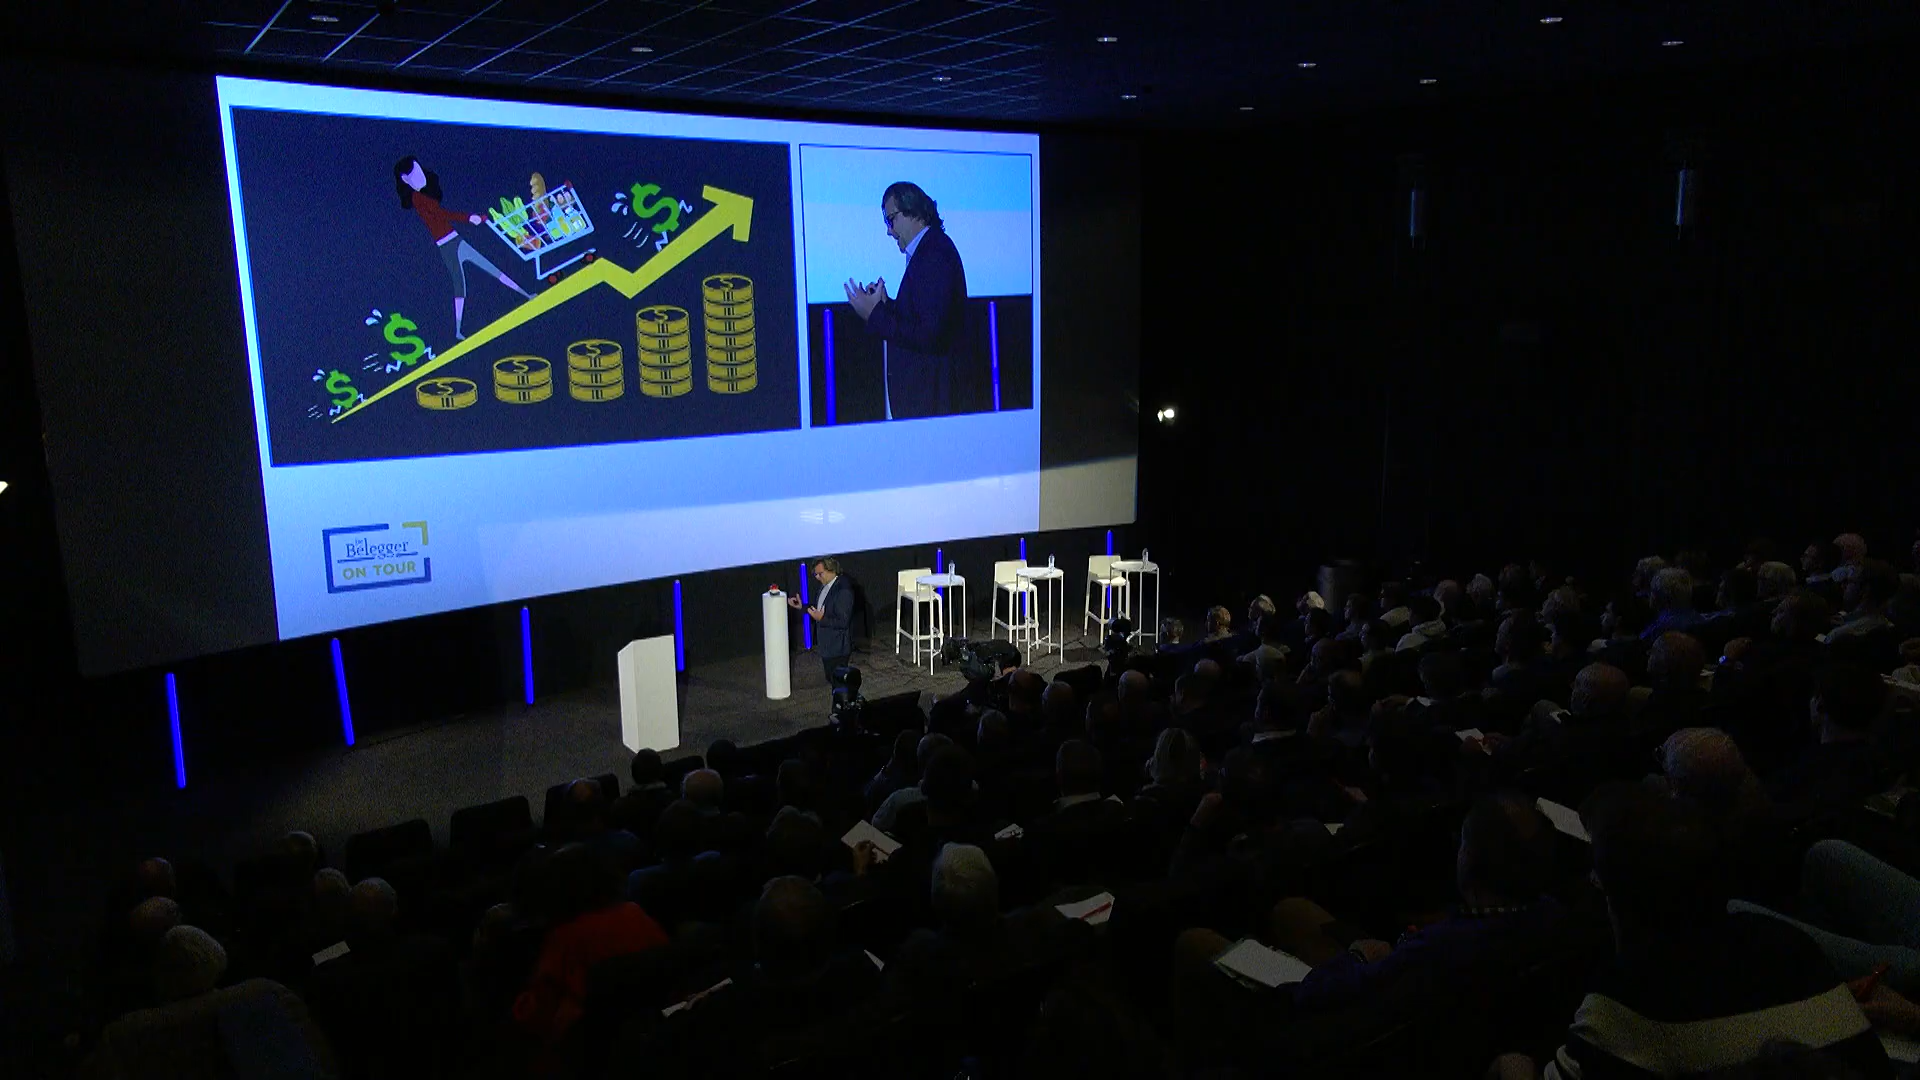 $
$
$
de
Belegger
ON TOUR